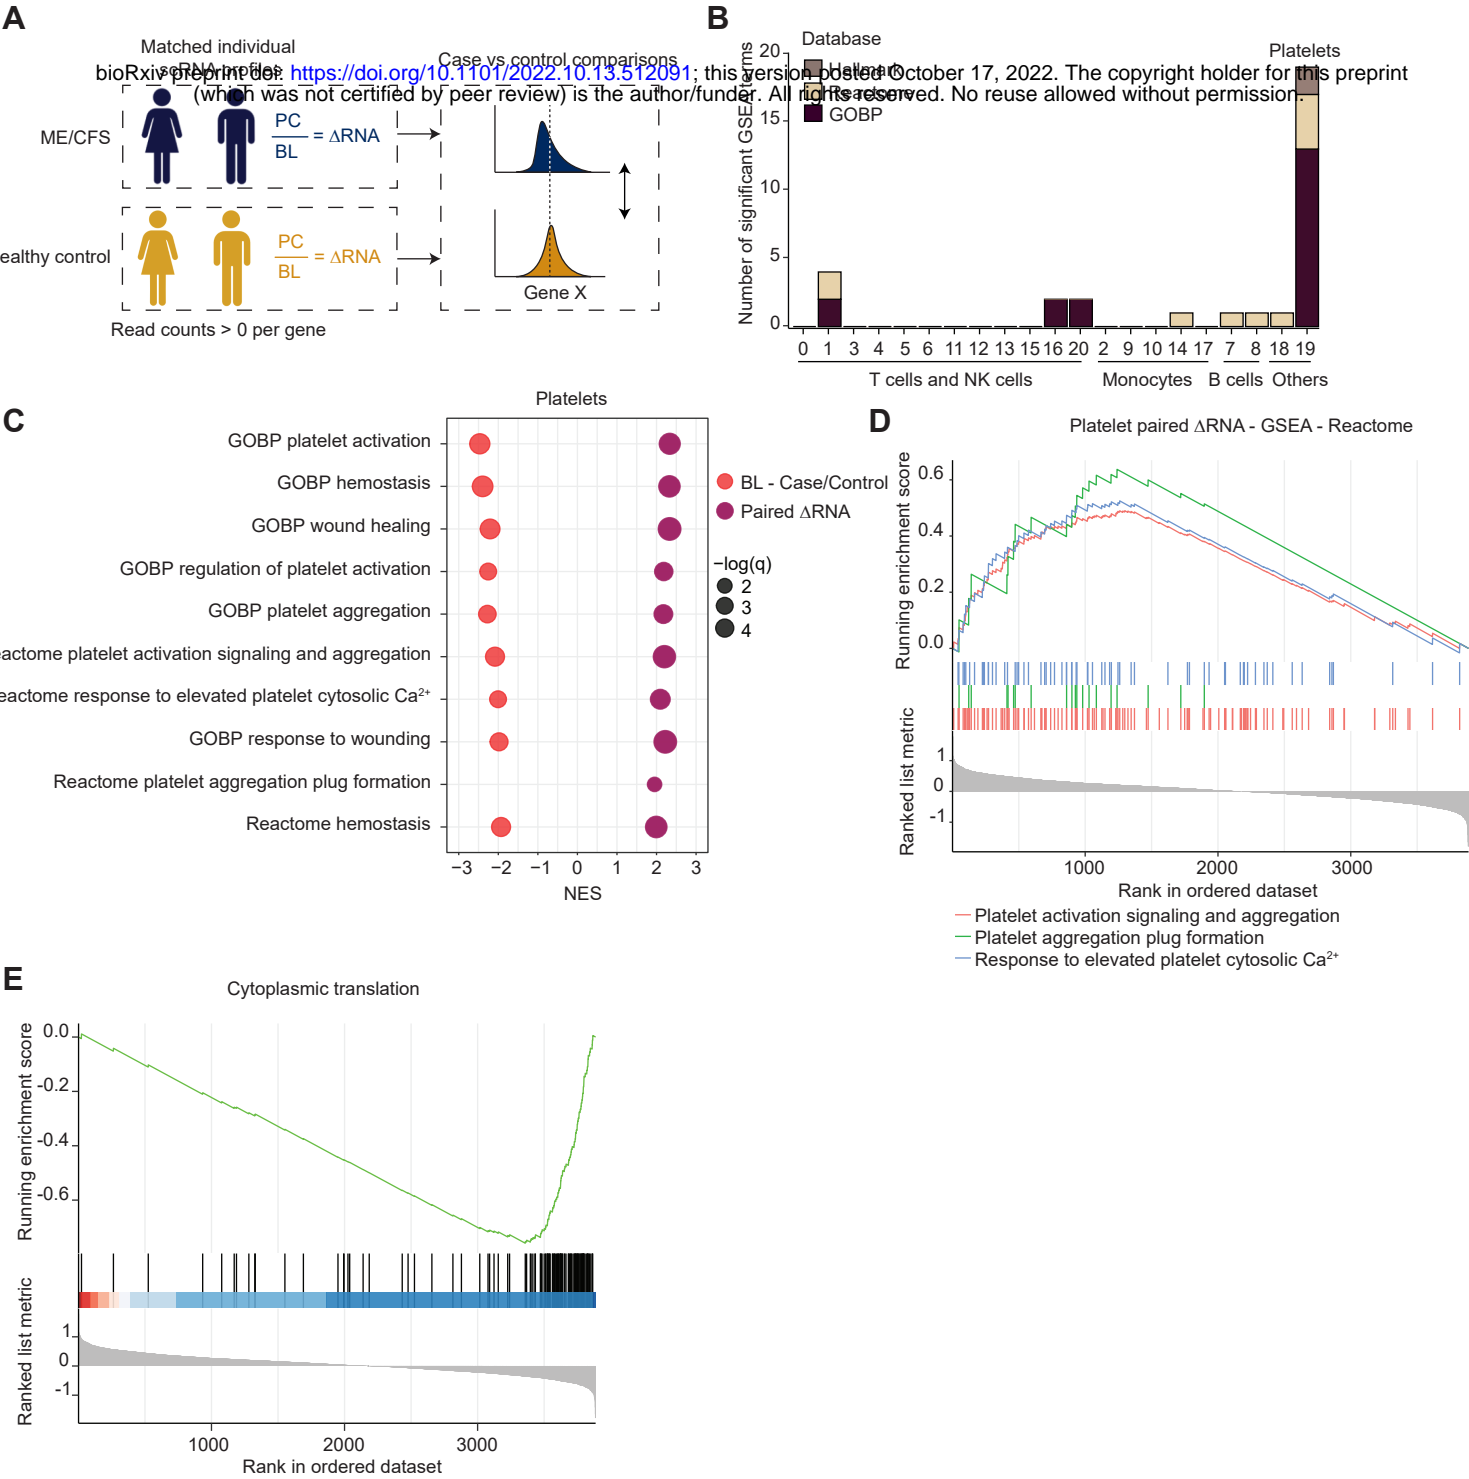 A
Matched individual
scRNA profiles
Case vs control comparisons
bioRxiv preprint doi: https://doi.org/10.1101/2022.10.13.512091; this version posted October 17, 2022. The copyright holder for this preprint
(which was not certified by peer review) is the author/funder. All rights reserved. No reuse allowed without permission.
ME/CFS
PC
BL
= ΔRNA
ealthy control
PC
BL
= ΔRNA
Read counts > 0 per gene
Gene X
B
Database
Hallmark
Reactome
GOBP
Platelets
Number of significant GSEA terms
20
15
10
5
0
0 1 3 4 5 6 11 12 13 15 16 20 2 9 10 14 17 7 8 18 19
T cells and NK cells
Monocytes
B cells
Others
C
Platelets
GOBP platelet activation
GOBP hemostasis
GOBP wound healing
GOBP regulation of platelet activation
GOBP platelet aggregation
eactome platelet activation signaling and aggregation
eactome response to elevated platelet cytosolic Ca2+
GOBP response to wounding
Reactome platelet aggregation plug formation
Reactome hemostasis
−3 −2 −1 0 1 2 3
NES
BL - Case/Control
Paired ΔRNA
−log(q)
2
3
4
D
Platelet paired ΔRNA - GSEA - Reactome
Running enrichment score
0.6
0.4
0.2
0.0
Ranked list metric
1
0
-1
1000 2000 3000
Rank in ordered dataset
Platelet activation signaling and aggregation
Platelet aggregation plug formation
Response to elevated platelet cytosolic Ca2+
E
Cytoplasmic translation
Running enrichment score
0.0
-0.2
-0.4
-0.6
Ranked list metric
1
0
-1
1000 2000 3000
Rank in ordered dataset